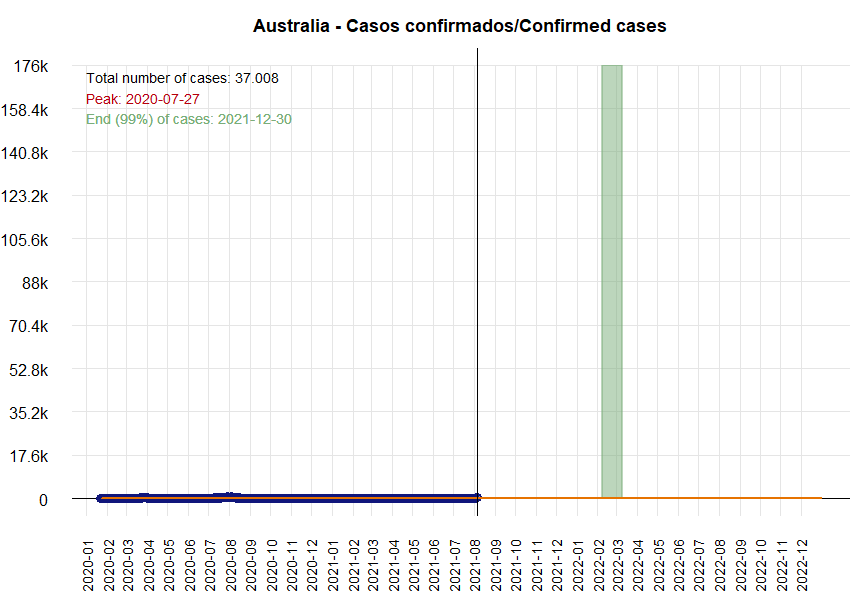 Australia - Casos confirmados/Confirmed cases
Total number of cases: 37.008
Peak: 2020-07-27
End (99%) of cases: 2021-12-30
176k
158.4k
140.8k
123.2k
105.6k
88k
70.4k
52.8k
35.2k
17.6k
0
2020-01
2020-02
2020-03
2020-04
2020-05
2020-06
2020-07
2020-08
2020-09
2020-10
2020-11
2020-12
2021-01
2021-02
2021-03
2021-04
2021-05
2021-06
2021-07
2021-08
2021-09
2021-10
2021-11
2021-12
2022-01
2022-02
2022-03
2022-04
2022-05
2022-06
2022-07
2022-08
2022-09
2022-10
2022-11
2022-12